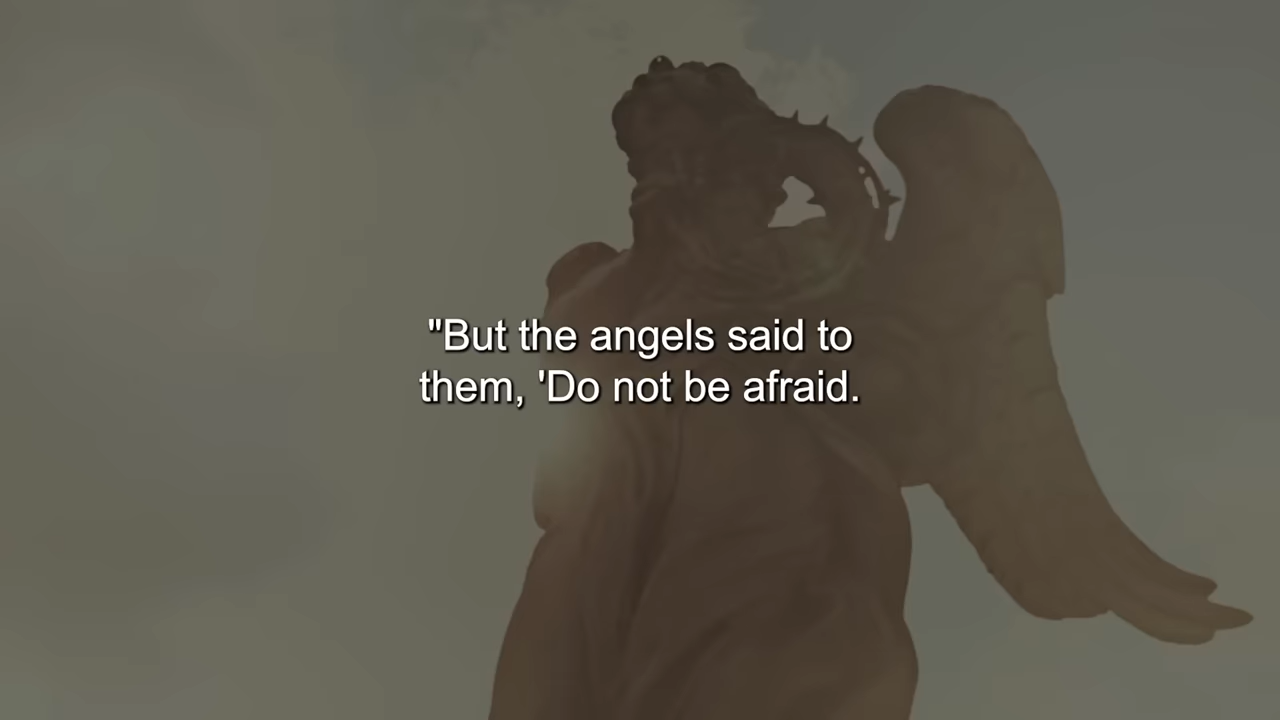 "But the angels said to
them, 'Do not be afraid.